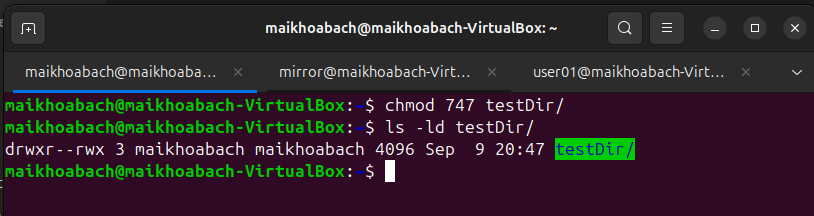 maikhoabach@maikhoabach-VirtualBox: ~
maikhoabach@maikhoaba... mirror@maikhoabach-Virt... user01@maikhoabach-Virt...
maikhoabach@maikhoabach-VirtualBox:~$ chmod 747 testDir/
maikhoabach@maikhoabach-VirtualBox:~$ ls -ld testDir/
drwxr--rwx 3 maikhoabach maikhoabach 4096 Sep  9 20:47 testDir/
maikhoabach@maikhoabach-VirtualBox:~$